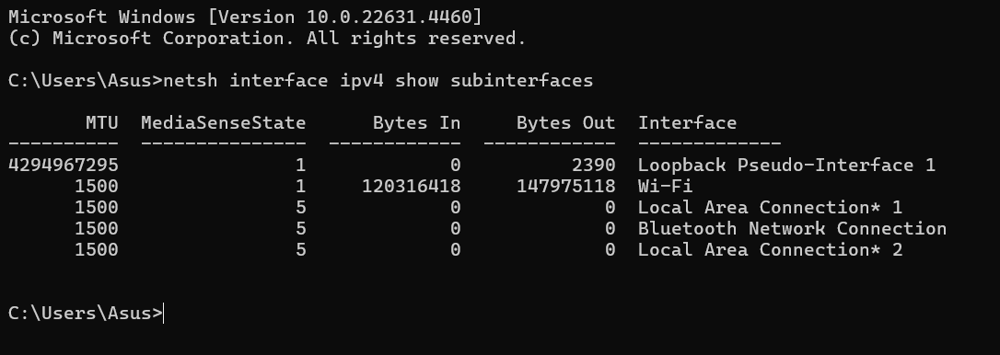 Microsoft Windows [Version 10.0.22631.4460]
(c) Microsoft Corporation. All rights reserved.
C:\Users\Asus>netsh interface ipv4 show subinterfaces
       MTU  MediaSenseState      Bytes In     Bytes Out  Interface
----------  ---------------  ------------  ------------  -------------
4294967295                1             0          2390  Loopback Pseudo-Interface 1
      1500                1     120316418     147975118  Wi-Fi
      1500                5             0             0  Local Area Connection* 1
      1500                5             0             0  Bluetooth Network Connection
      1500                5             0             0  Local Area Connection* 2
C:\Users\Asus>